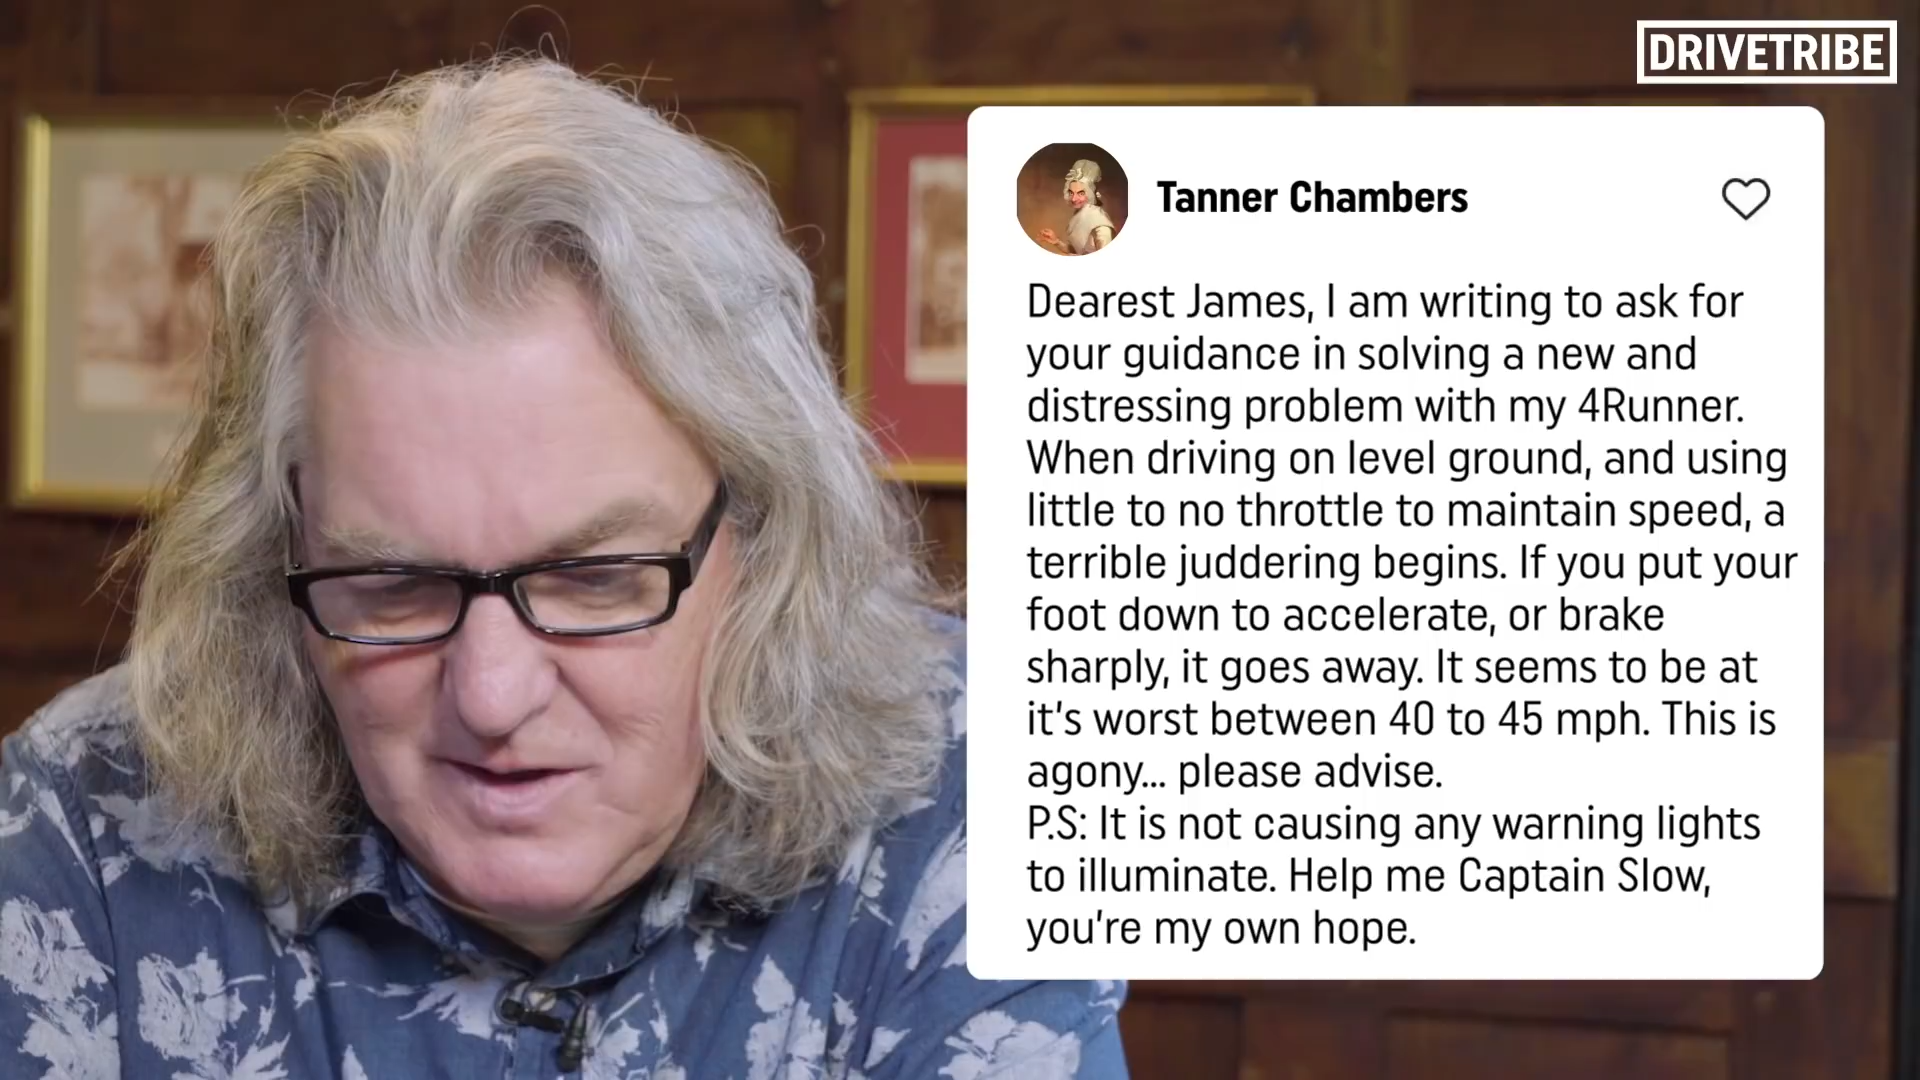 DRIVETRIBE
Tanner Chambers
Dearest James, I am writing to ask for
your guidance in solving a new and
distressing problem with my 4Runner.
When driving on level ground, and using
little to no throttle to maintain speed, a
terrible juddering begins. If you put your
foot down to accelerate, or brake
sharply, it goes away. It seems to be at
it's worst between 40 to 45 mph. This is
agony... please advise.
P.S: It is not causing any warning lights
to illuminate. Help me Captain Slow,
you're my own hope.